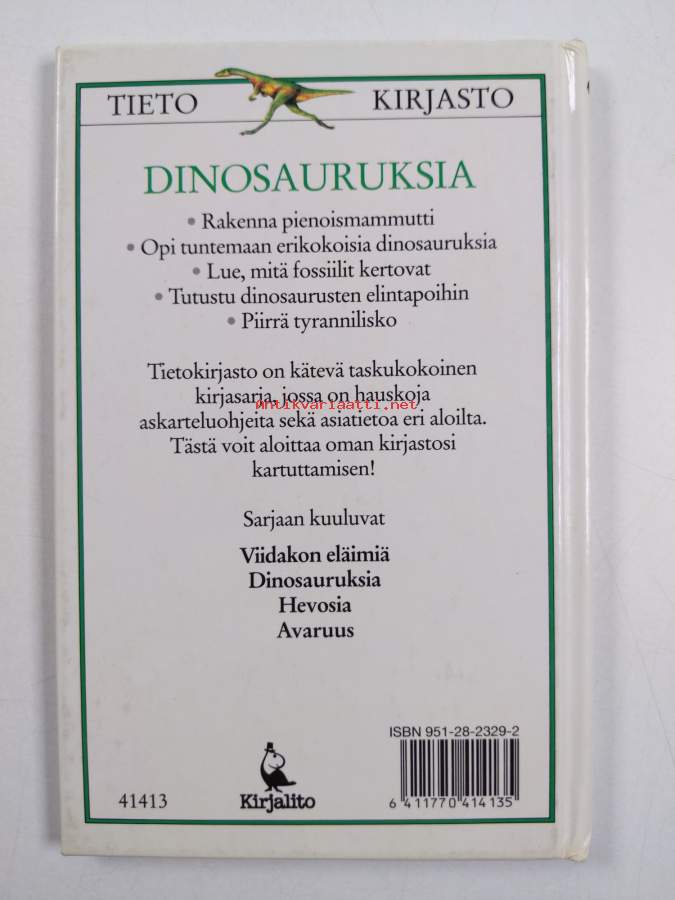 TIETO KIRJASTO
DINOSAURUKSIA
• Rakenna pienoismammutti
• Opi tuntemaan erikokoisia dinosauruksia
• Lue, mitä fossiilit kertovat
• Tutustu dinosaurusten elintapoihin
• Piirrä tyrannilisko
Tietokirjasto on kätevä taskukokoinen
kirjasarja, jossa on hauskoja
Antikvariaatti.net
askarteluohjeita sekä asiatietoa eri aloilta.
Tästä voit aloittaa oman kirjastosi
kartuttamisen!
Sarjaan kuuluvat
Viidakon eläimiä
Dinosauruksia
Hevosia
Avaruus
ISBN 951-28-2329-2
6 411770 414135
41413
Kirjalito